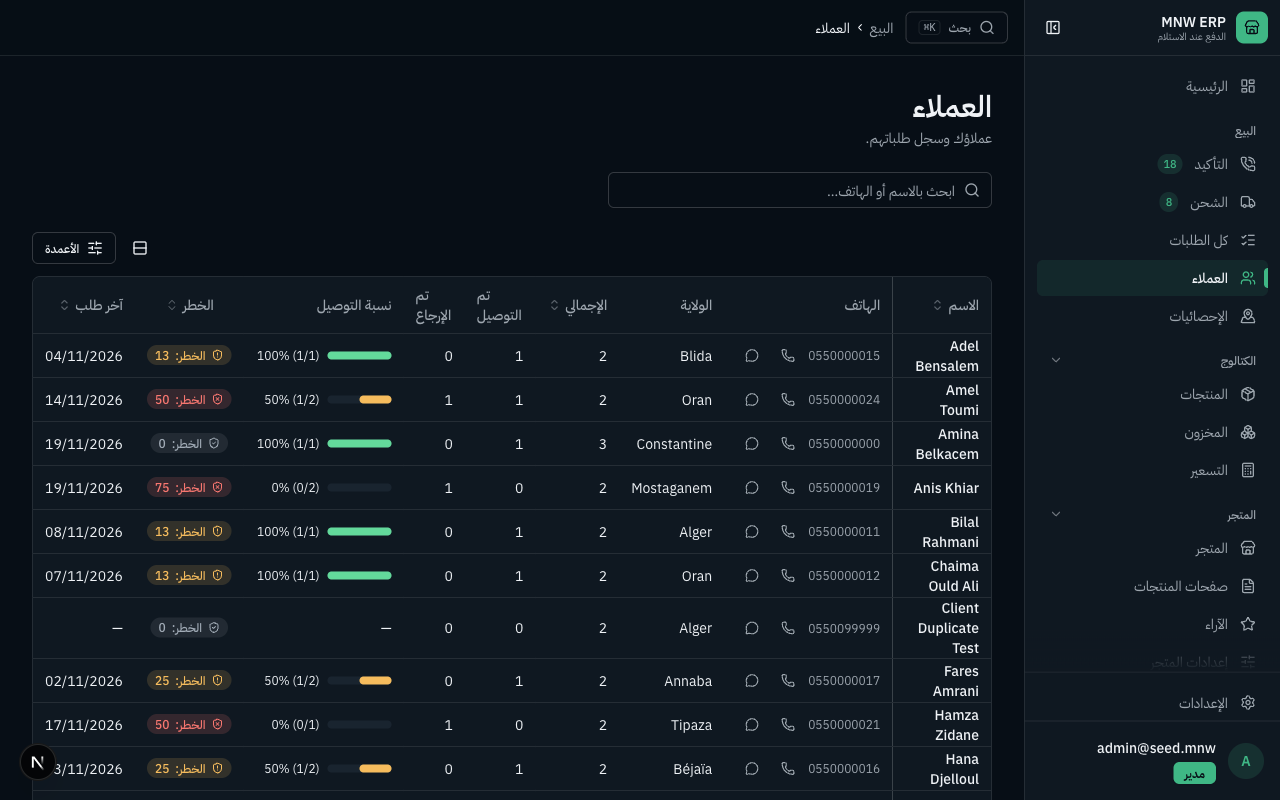 MNW ERP
الدفع عند الاستلام
الرئيسية
البيع
التأكيد 18
الشحن 8
كل الطلبات
العملاء
الإحصائيات
الكتالوج
المنتجات
المخزون
التسعير
المتجر
المتجر
صفحات المنتجات
الآراء
إعدادات المتجر
الإعدادات
admin@seed.mnw
A
مدير
بحث ⌘K
البيع › العملاء
العملاء
عملاؤك وسجل طلباتهم.
ابحث بالاسم أو الهاتف...
الأعمدة
الاسم الهاتف الولاية الإجمالي تم التوصيل تم الإرجاع نسبة التوصيل الخطر آخر طلب
Adel Bensalem 0550000015 Blida 2 1 0 100% (1/1) الخطر: 13 04/11/2026
Amel Toumi 0550000024 Oran 2 1 1 50% (1/2) الخطر: 50 14/11/2026
Amina Belkacem 0550000000 Constantine 3 1 0 100% (1/1) الخطر: 0 19/11/2026
Anis Khiar 0550000019 Mostaganem 2 0 1 0% (0/2) الخطر: 75 19/11/2026
Bilal Rahmani 0550000011 Alger 2 1 0 100% (1/1) الخطر: 13 08/11/2026
Chaima Ould Ali 0550000012 Oran 2 1 0 100% (1/1) الخطر: 13 07/11/2026
Client Duplicate Test 0550099999 Alger 2 0 0 — الخطر: 0 —
Fares Amrani 0550000017 Annaba 2 1 0 50% (1/2) الخطر: 25 02/11/2026
Hamza Zidane 0550000021 Tipaza 2 0 1 0% (0/1) الخطر: 50 17/11/2026
Hana Djelloul 0550000016 Béjaïa 2 1 0 50% (1/2) الخطر: 25 3/11/2026
N